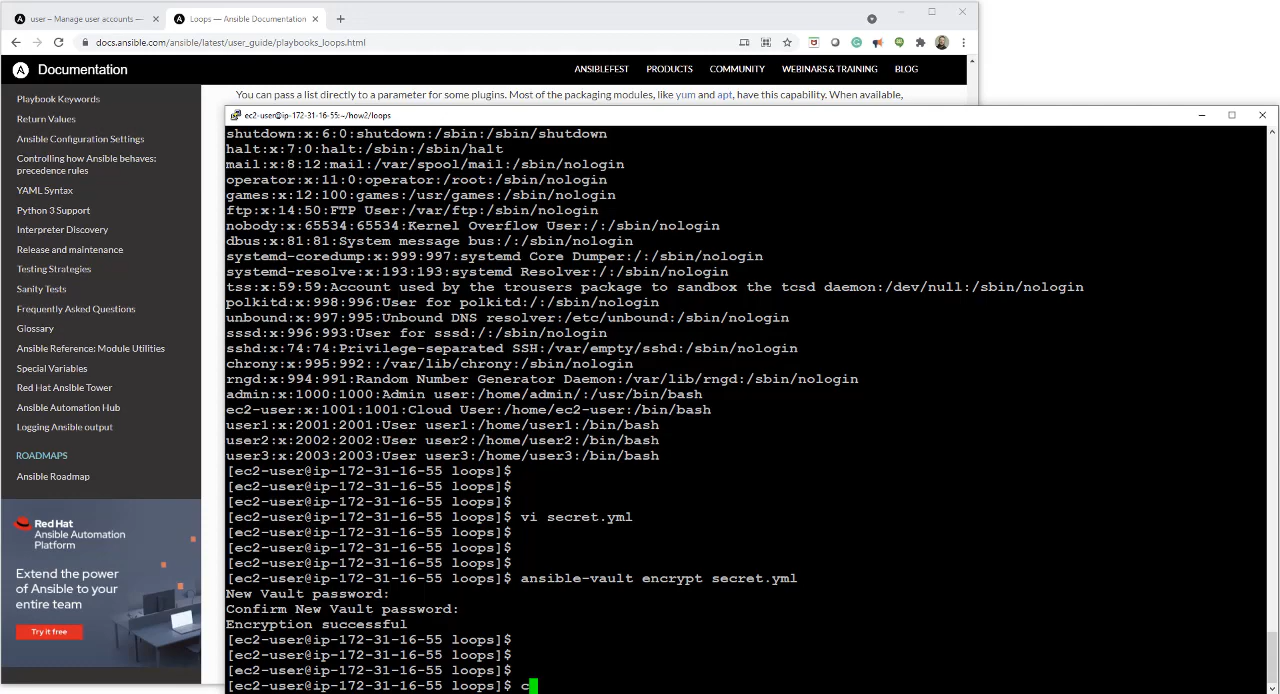 user – Manage user accounts —
Loops — Ansible Documentation
docs.ansible.com/ansible/latest/user_guide/playbooks_loops.html
Documentation
ANSIBLEFEST PRODUCTS COMMUNITY WEBINARS & TRAINING BLOG
Playbook Keywords
Return Values
Ansible Configuration Settings
Controlling how Ansible behaves:
precedence rules
YAML Syntax
Python 3 Support
Interpreter Discovery
Release and maintenance
Testing Strategies
Sanity Tests
Frequently Asked Questions
Glossary
Ansible Reference: Module Utilities
Special Variables
Red Hat Ansible Tower
Ansible Automation Hub
Logging Ansible output
ROADMAPS
Ansible Roadmap
Red Hat
Ansible Automation
Platform
Extend the power
of Ansible to your
entire team
Try it free
You can pass a list directly to a parameter for some plugins. Most of the packaging modules, like yum and apt, have this capability. When available,
ec2-user@ip-172-31-16-55:~/how2/loops
shutdown:x:6:0:shutdown:/sbin:/sbin/shutdown
halt:x:7:0:halt:/sbin:/sbin/halt
mail:x:8:12:mail:/var/spool/mail:/sbin/nologin
operator:x:11:0:operator:/root:/sbin/nologin
games:x:12:100:games:/usr/games:/sbin/nologin
ftp:x:14:50:FTP User:/var/ftp:/sbin/nologin
nobody:x:65534:65534:Kernel Overflow User:/:/sbin/nologin
dbus:x:81:81:System message bus:/:/sbin/nologin
systemd-coredump:x:999:997:systemd Core Dumper:/:/sbin/nologin
systemd-resolve:x:193:193:systemd Resolver:/:/sbin/nologin
tss:x:59:59:Account used by the trousers package to sandbox the tcsd daemon:/dev/null:/sbin/nologin
polkitd:x:998:996:User for polkitd:/:/sbin/nologin
unbound:x:997:995:Unbound DNS resolver:/etc/unbound:/sbin/nologin
sssd:x:996:993:User for sssd:/:/sbin/nologin
sshd:x:74:74:Privilege-separated SSH:/var/empty/sshd:/sbin/nologin
chrony:x:995:992::/var/lib/chrony:/sbin/nologin
rngd:x:994:991:Random Number Generator Daemon:/var/lib/rngd:/sbin/nologin
admin:x:1000:1000:Admin user:/home/admin/:/usr/bin/bash
ec2-user:x:1001:1001:Cloud User:/home/ec2-user:/bin/bash
user1:x:2001:2001:User user1:/home/user1:/bin/bash
user2:x:2002:2002:User user2:/home/user2:/bin/bash
user3:x:2003:2003:User user3:/home/user3:/bin/bash
[ec2-user@ip-172-31-16-55 loops]$
[ec2-user@ip-172-31-16-55 loops]$
[ec2-user@ip-172-31-16-55 loops]$
[ec2-user@ip-172-31-16-55 loops]$ vi secret.yml
[ec2-user@ip-172-31-16-55 loops]$
[ec2-user@ip-172-31-16-55 loops]$
[ec2-user@ip-172-31-16-55 loops]$
[ec2-user@ip-172-31-16-55 loops]$ ansible-vault encrypt secret.yml
New Vault password:
Confirm New Vault password:
Encryption successful
[ec2-user@ip-172-31-16-55 loops]$
[ec2-user@ip-172-31-16-55 loops]$
[ec2-user@ip-172-31-16-55 loops]$
[ec2-user@ip-172-31-16-55 loops]$ c